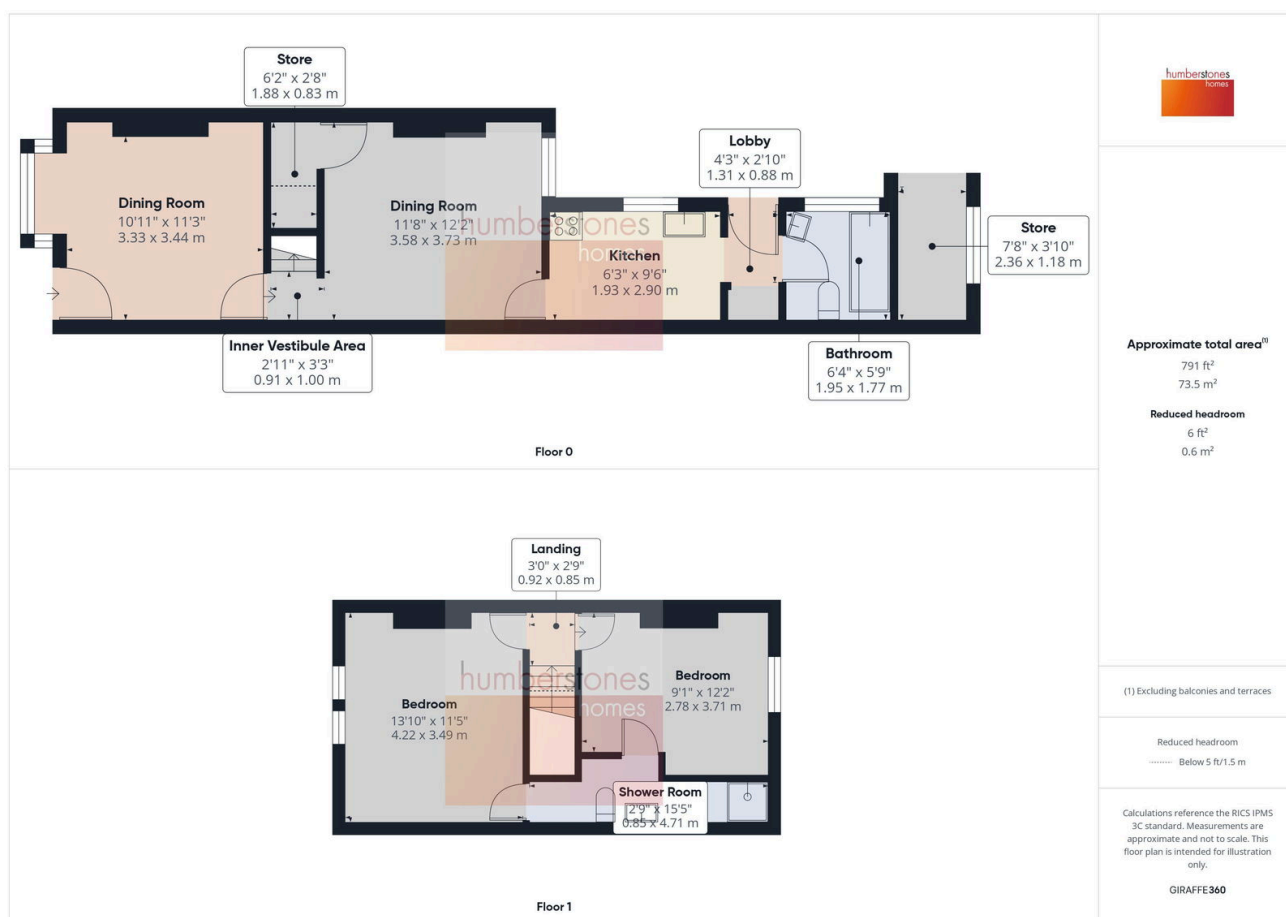 Store
6'2" x 2'8"
1.88 x 0.83 m
Dining Room
10'11" x 11'3"
3.33 x 3.44 m
Dining Room
11'8" x 12'2"
3.58 x 3.73 m
humberstones
homes
Kitchen
6'3" x 9'6"
1.93 x 2.90 m
Lobby
4'3" x 2'10"
1.31 x 0.88 m
Store
7'8" x 3'10"
2.36 x 1.18 m
Inner Vestibule Area
2'11" x 3'3"
0.91 x 1.00 m
Bathroom
6'4" x 5'9"
1.95 x 1.77 m
Floor 0
Landing
3'0" x 2'9"
0.92 x 0.85 m
humberstones
homes
Bedroom
13'10" x 11'5"
4.22 x 3.49 m
Bedroom
9'1" x 12'2"
2.78 x 3.71 m
Shower Room
2'9" x 15'5"
0.85 x 4.71 m
Floor 1
humberstones
homes
Approximate total area(1)
791 ft²
73.5 m²
Reduced headroom
6 ft²
0.6 m²
(1) Excluding balconies and terraces
Reduced headroom
Below 5 ft/1.5 m
Calculations reference the RICS IPMS
3C standard. Measurements are
approximate and not to scale. This
floor plan is intended for illustration
only.
GIRAFFE360